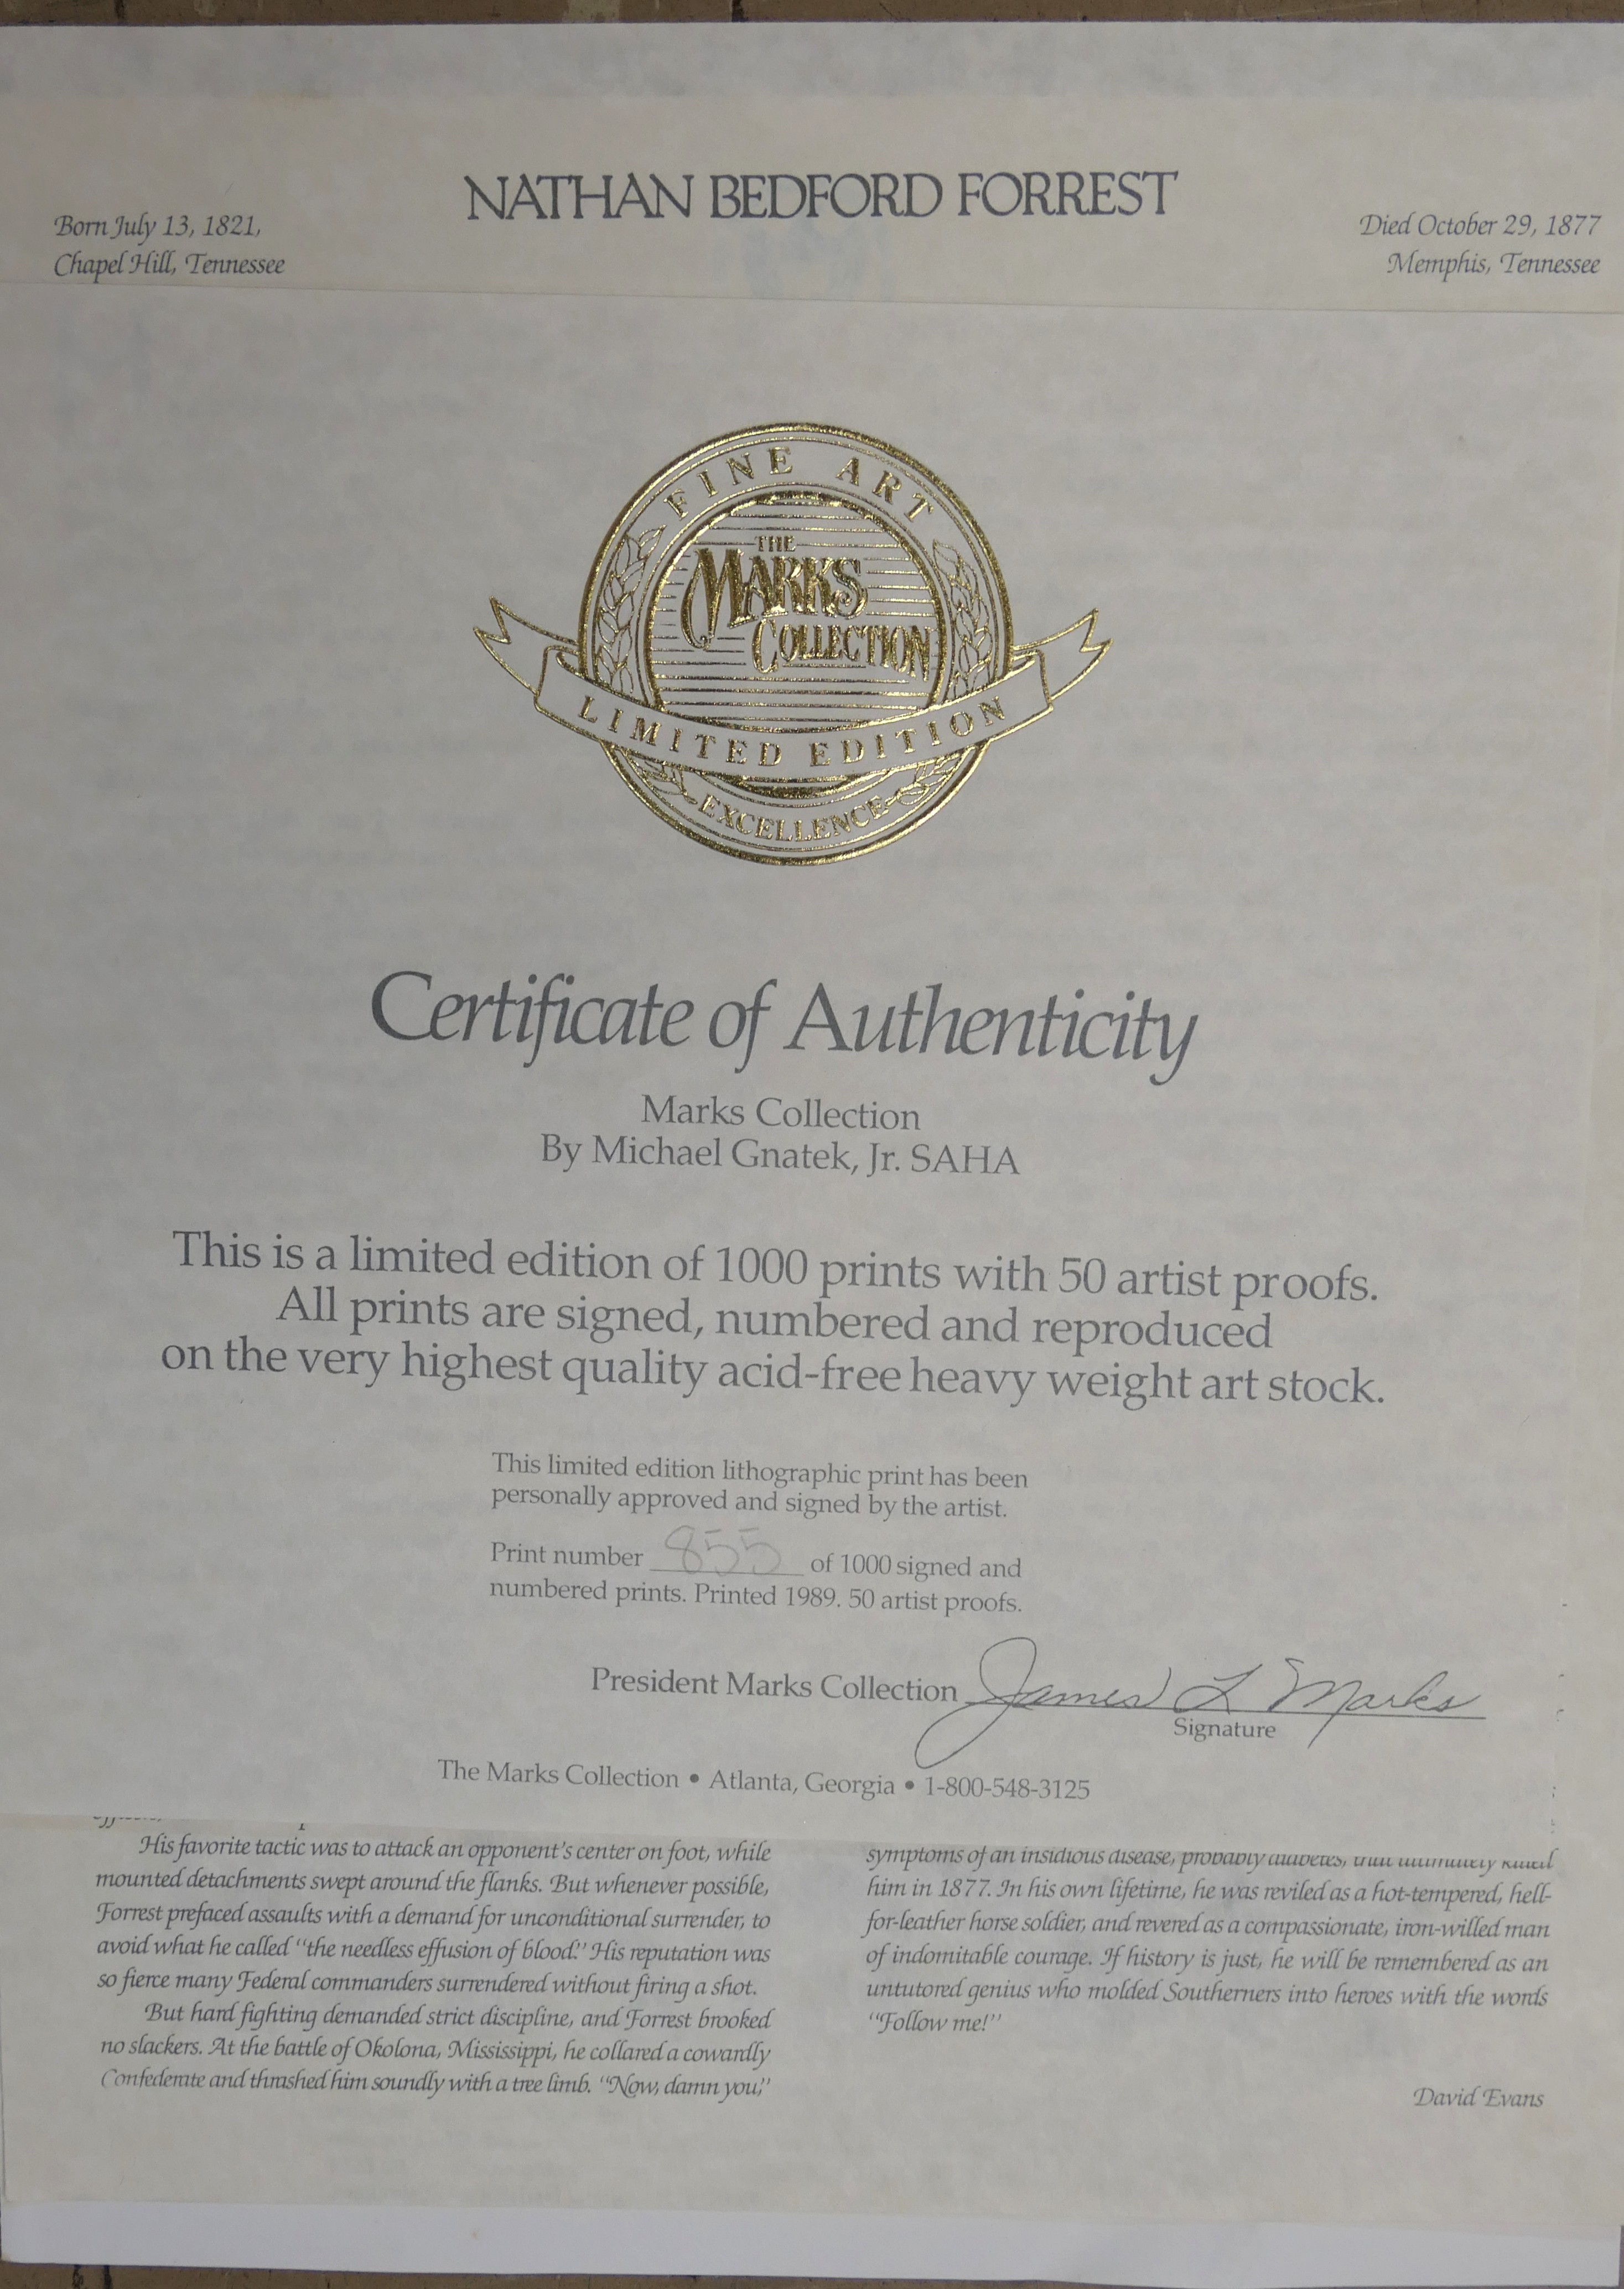 NATHAN BEDFORD FORREST
Born July 13, 1821,
Chapel Hill, Tennessee
Died October 29, 1877
Memphis, Tennessee
FINE ART
THE
MARKS
COLLECTION
LIMITED EDITION
EXCELLENCE
Certificate of Authenticity
Marks Collection
By Michael Gnatek, Jr. SAHA
This is a limited edition of 1000 prints with 50 artist proofs.
All prints are signed, numbered and reproduced
on the very highest quality acid-free heavy weight art stock.
This limited edition lithographic print has been
personally approved and signed by the artist.
Print number 855 of 1000 signed and
numbered prints. Printed 1989. 50 artist proofs.
President Marks Collection James L Marks
Signature
The Marks Collection • Atlanta, Georgia • 1-800-548-3125
His favorite tactic was to attack an opponent's center on foot, while
mounted detachments swept around the flanks. But whenever possible,
Forrest prefaced assaults with a demand for unconditional surrender, to
avoid what he called "the needless effusion of blood." His reputation was
so fierce many Federal commanders surrendered without firing a shot.
But hard fighting demanded strict discipline, and Forrest brooked
no slackers. At the battle of Okolona, Mississippi, he collared a cowardly
Confederate and thrashed him soundly with a tree limb. "Now, damn you,"
symptoms of an insidious disease, probably diabetes, that ultimately killed
him in 1877. In his own lifetime, he was reviled as a hot-tempered, hell-
for-leather horse soldier, and revered as a compassionate, iron-willed man
of indomitable courage. If history is just, he will be remembered as an
untutored genius who molded Southerners into heroes with the words
"Follow me!"
David Evans